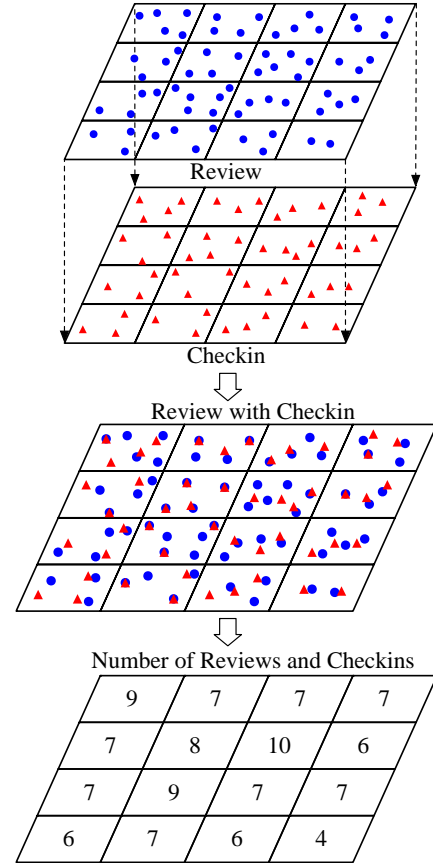 Review
Checkin
Review with Checkin
Number of Reviews and Checkins
9 7 7 7
7 8 10 6
7 9 7 7
6 7 6 4